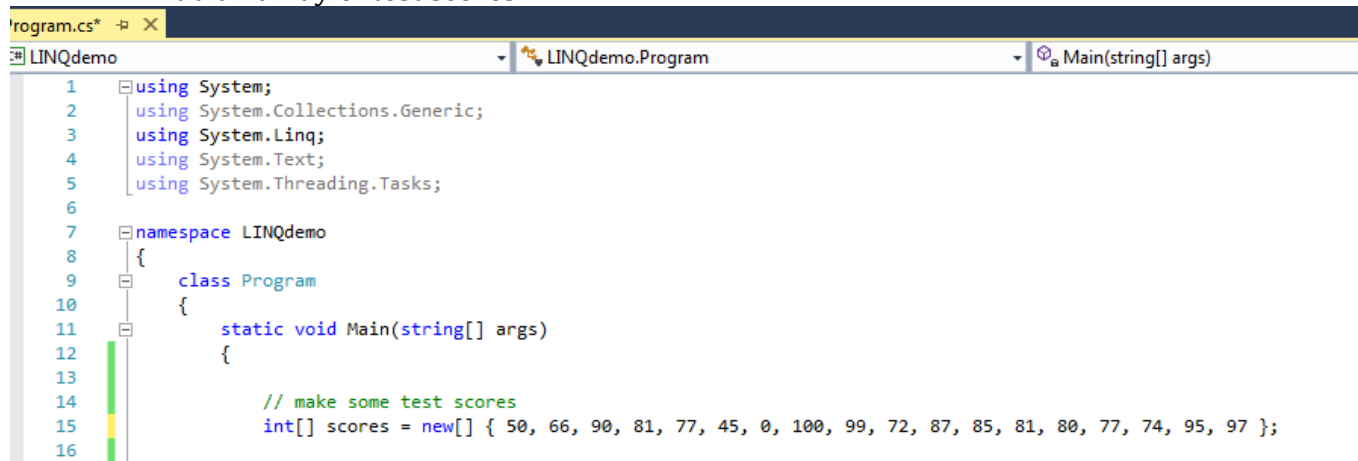 rogram.cs*
LINQdemo LINQdemo.Program Main(string[] args)
1 using System;
2 using System.Collections.Generic;
3 using System.Linq;
4 using System.Text;
5 using System.Threading.Tasks;
6
7 namespace LINQdemo
8 {
9 class Program
10 {
11 static void Main(string[] args)
12 {
13
14 // make some test scores
15 int[] scores = new[] { 50, 66, 90, 81, 77, 45, 0, 100, 99, 72, 87, 85, 81, 80, 77, 74, 95, 97 };
16